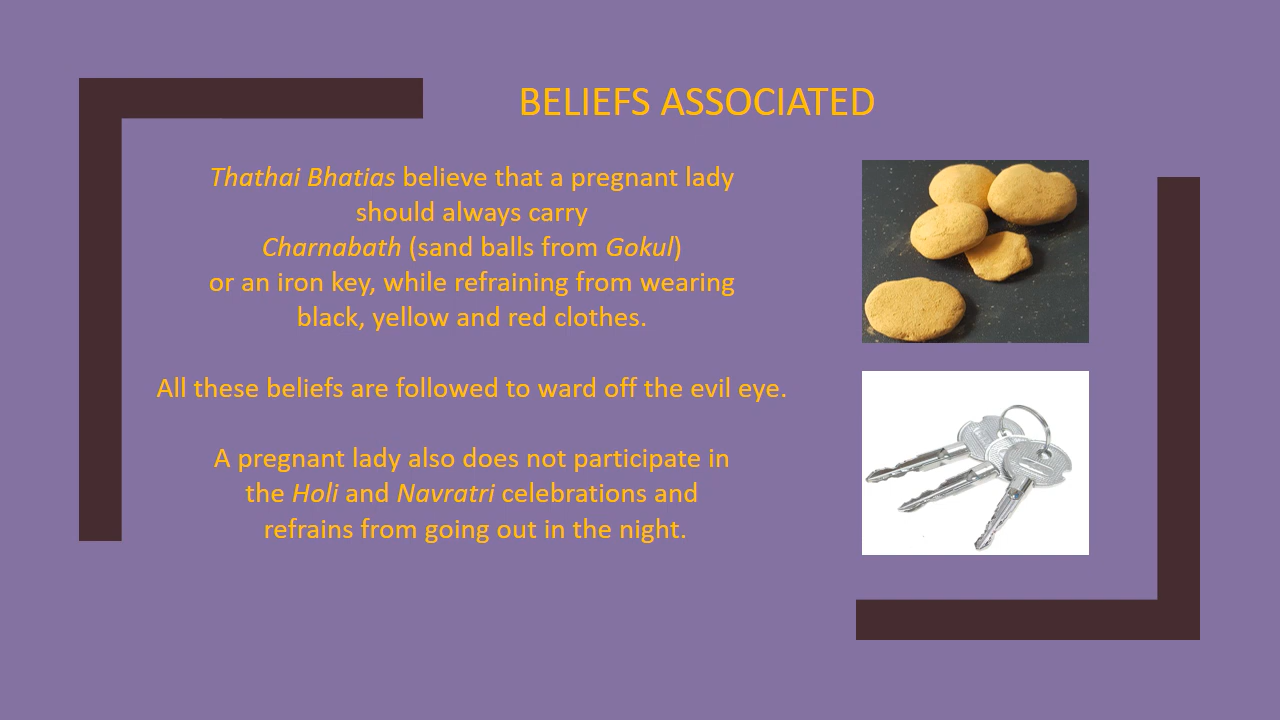 BELIEFS ASSOCIATED
Thathai Bhatias believe that a pregnant lady
should always carry
Charnabath (sand balls from Gokul)
or an iron key, while refraining from wearing
black, yellow and red clothes.
All these beliefs are followed to ward off the evil eye.
A pregnant lady also does not participate in
the Holi and Navratri celebrations and
refrains from going out in the night.